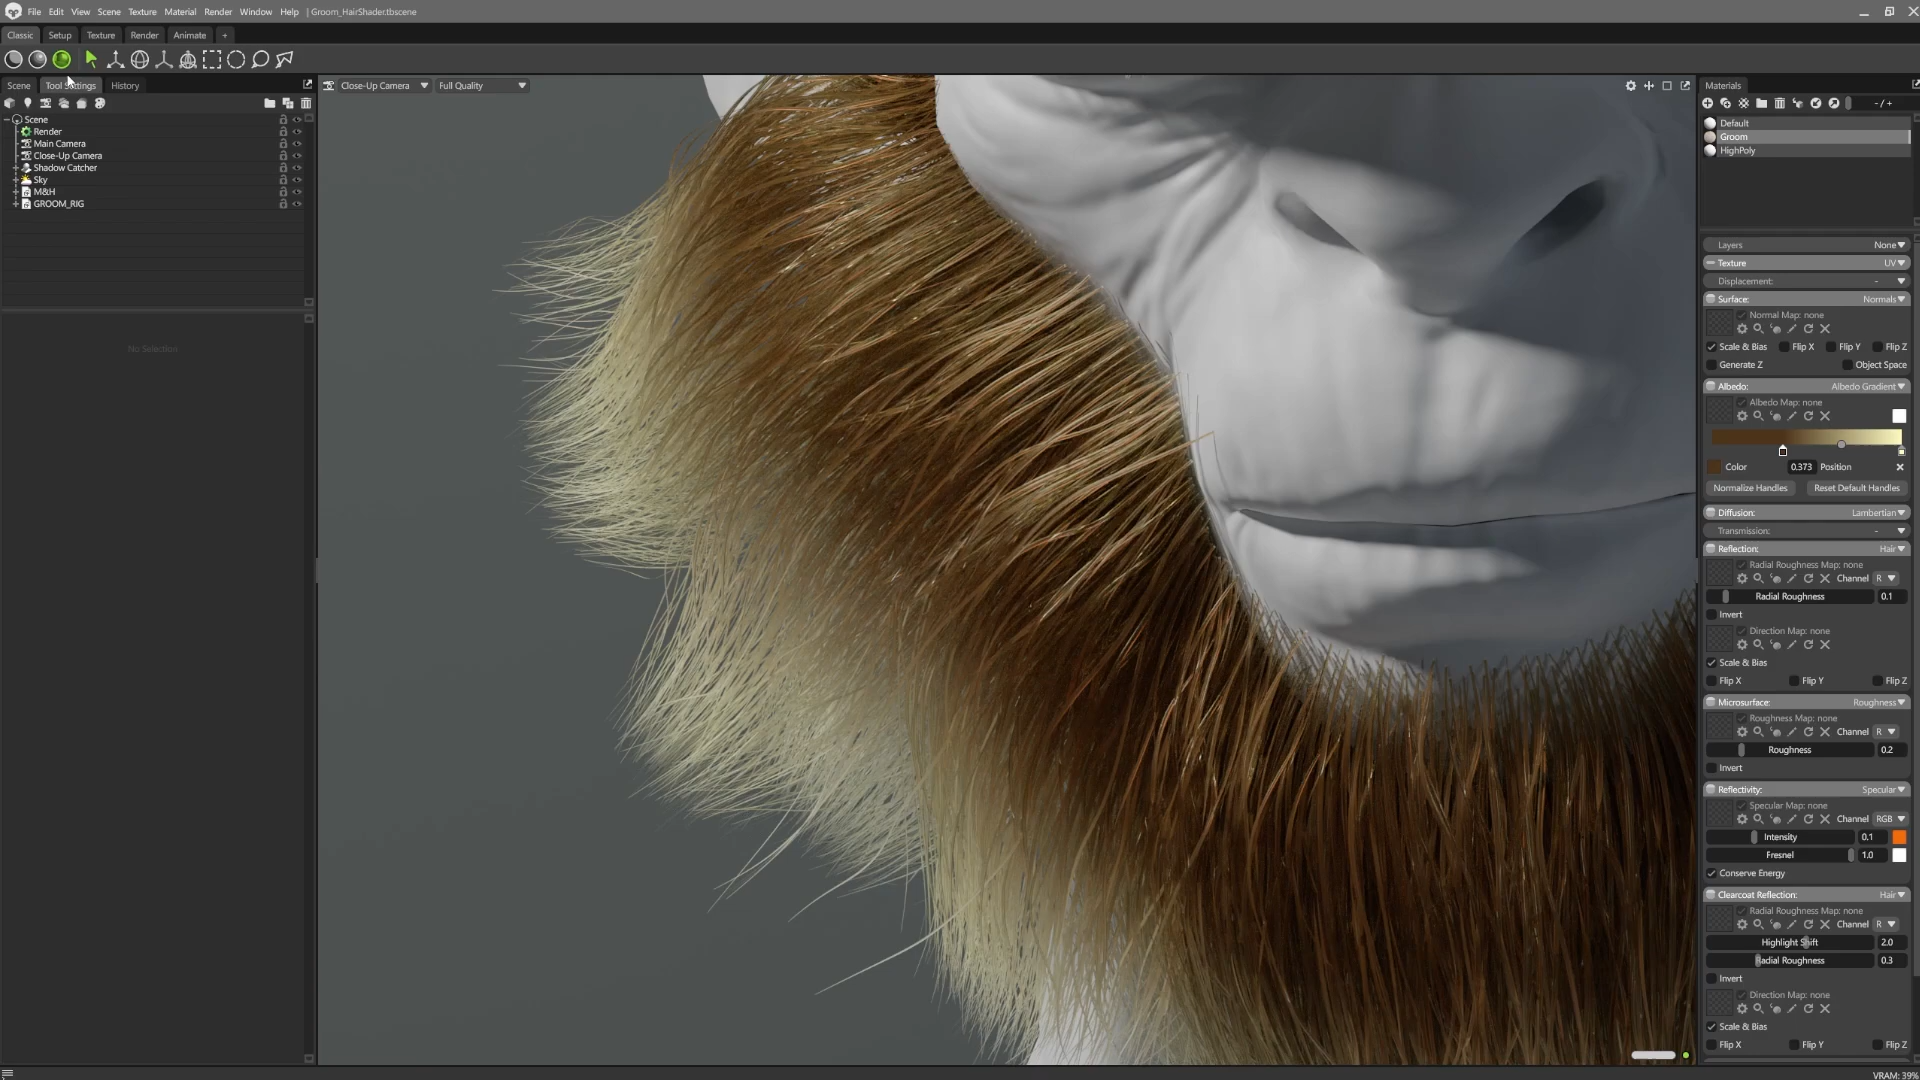 File Edit View Scene Texture Material Render Window Help | Groom_HairShader.tbscene
Classic Setup Texture Render Animate +
Scene Tool Settings History
Close-Up Camera Full Quality
Scene
Render
Main Camera
Close-Up Camera
Shadow Catcher
Sky
M&H
GROOM_RIG
No Selection
Materials
- / +
Default
Groom
HighPoly
Layers None
Texture UV
Displacement: -
Surface: Normals
Normal Map: none
Scale & Bias Flip X Flip Y Flip Z
Generate Z Object Space
Albedo: Albedo Gradient
Albedo Map: none
Color 0.373 Position
Normalize Handles Reset Default Handles
Diffusion: Lambertian
Transmission: -
Reflection: Hair
Radial Roughness Map: none
Channel R
Radial Roughness 0.1
Invert
Direction Map: none
Scale & Bias
Flip X Flip Y Flip Z
Microsurface: Roughness
Roughness Map: none
Channel R
Roughness 0.2
Invert
Reflectivity: Specular
Specular Map: none
Channel RGB
Intensity 0.1
Fresnel 1.0
Conserve Energy
Clearcoat Reflection: Hair
Radial Roughness Map: none
Channel R
Highlight Shift 2.0
Radial Roughness 0.3
Invert
Direction Map: none
Scale & Bias
Flip X Flip Y Flip Z
VRAM: 39%